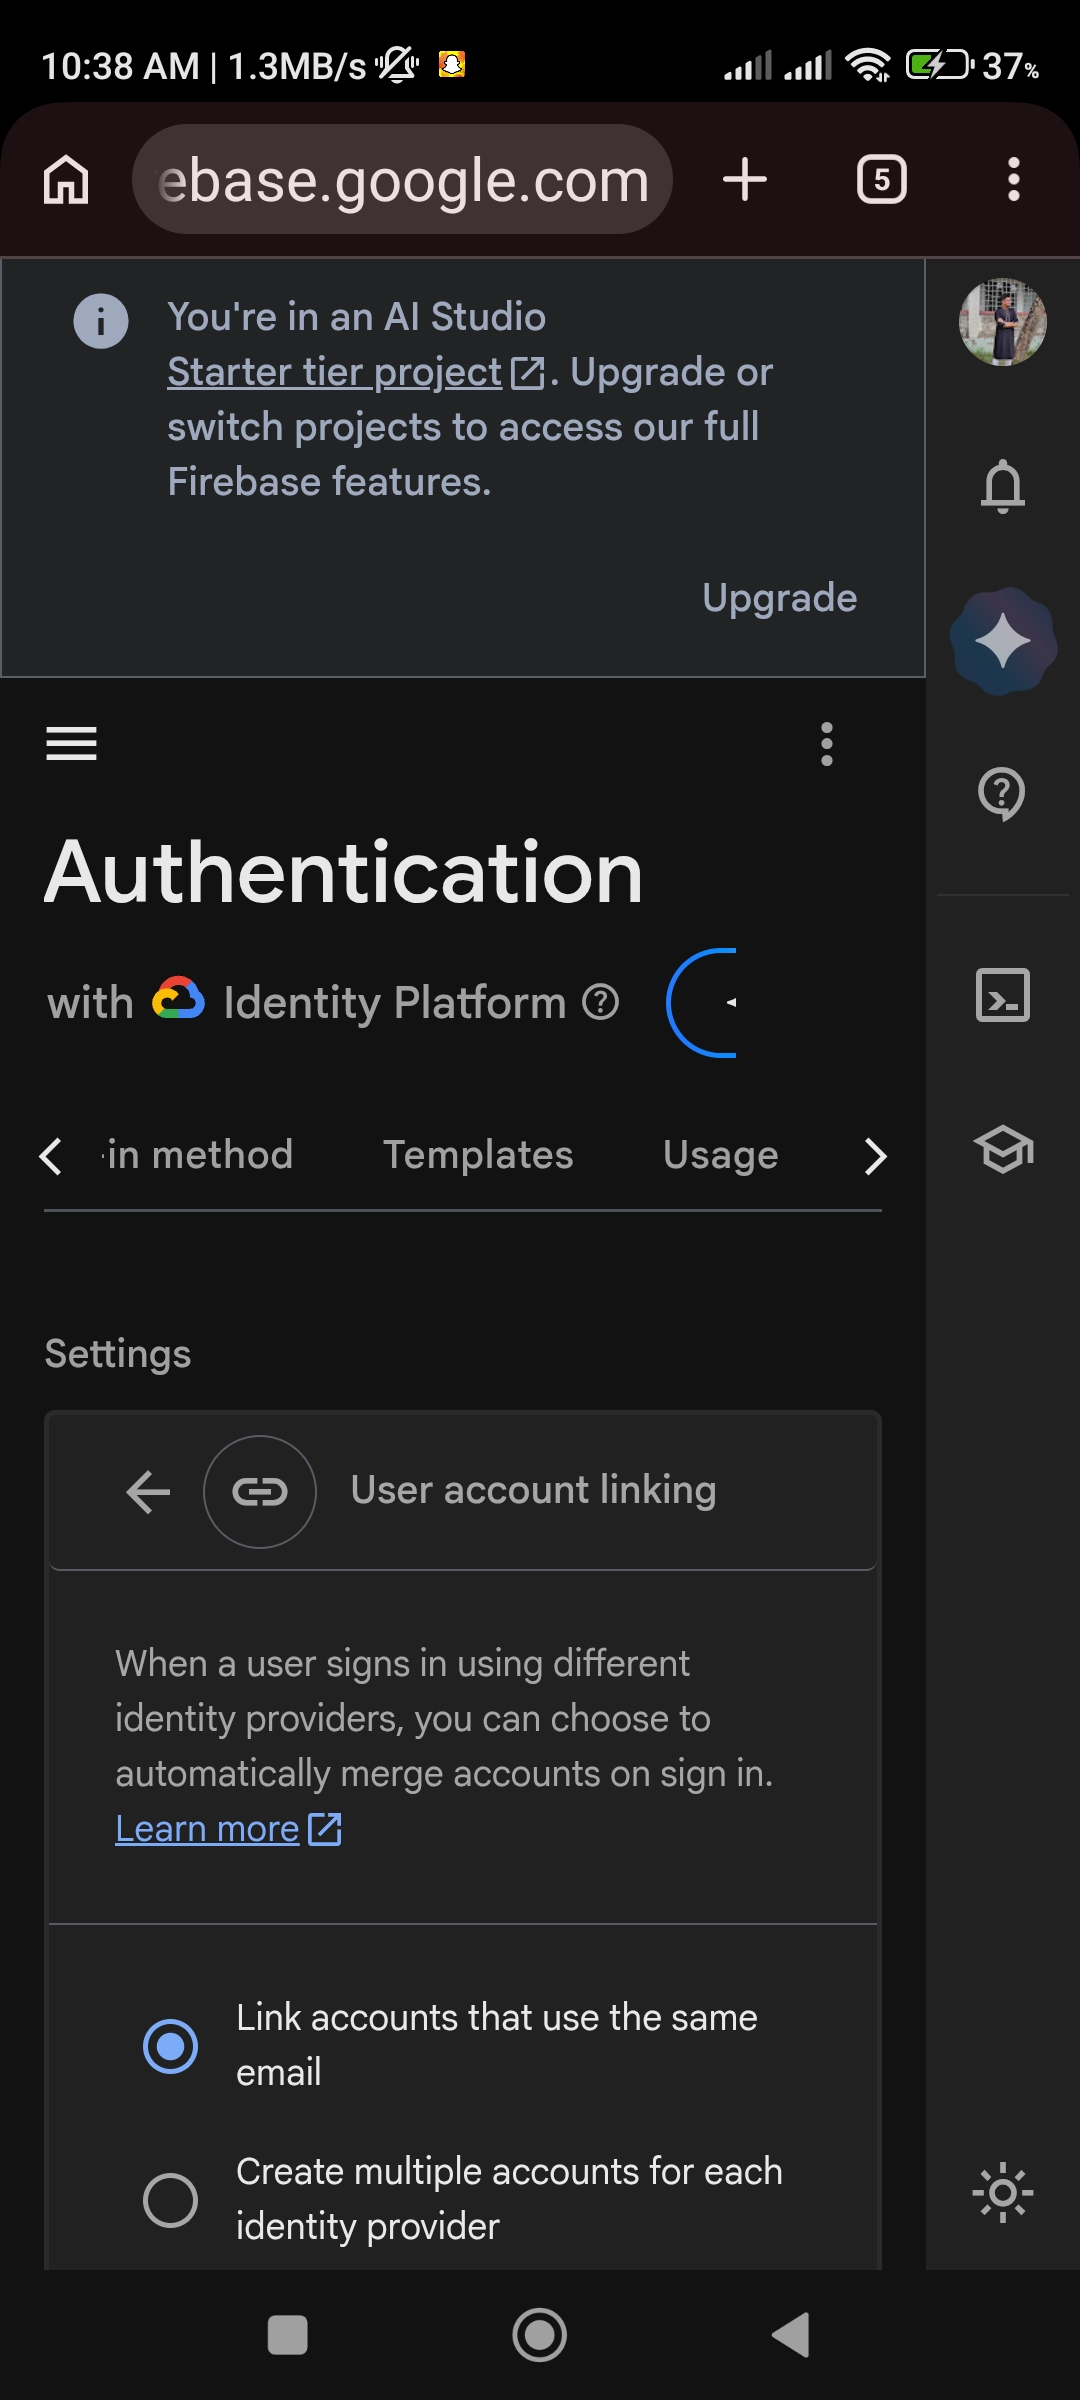 10:38 AM | 1.3MB/s
37%
ebase.google.com
5
You're in an AI Studio
Starter tier project. Upgrade or
switch projects to access our full
Firebase features.
Upgrade
Authentication
with Identity Platform
-in method
Templates
Usage
Settings
User account linking
When a user signs in using different
identity providers, you can choose to
automatically merge accounts on sign in.
Learn more
Link accounts that use the same
email
Create multiple accounts for each
identity provider